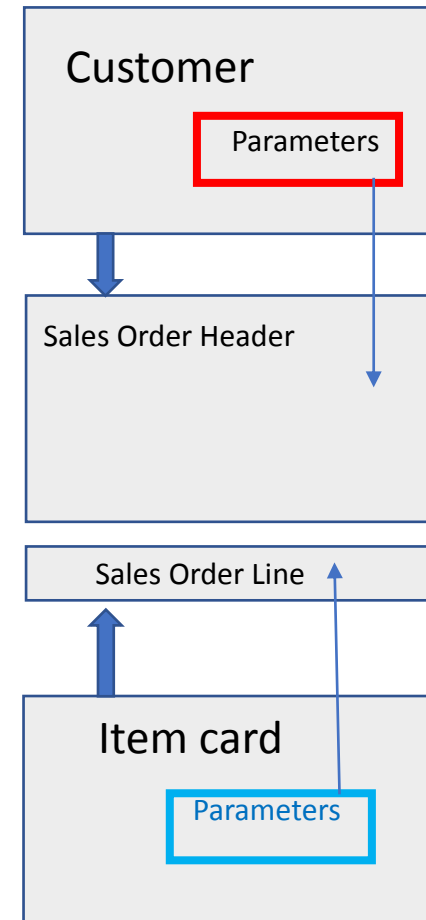 Customer
Parameters
Sales Order Header
Sales Order Line
Item card
Parameters